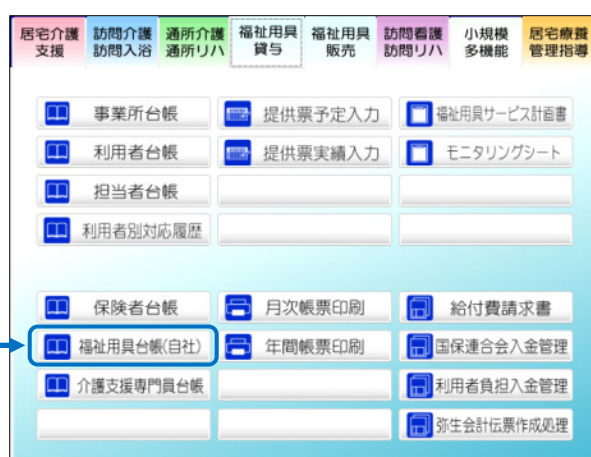 居宅介護支援
訪問介護訪問入浴
通所介護通所リハ
福祉用具貸与
福祉用具販売
訪問看護訪問リハ
小規模多機能
居宅療養管理指導
事業所台帳
提供票予定入力
福祉用具サービス計画書
利用者台帳
提供票実績入力
モニタリングシート
担当者台帳
利用者別対応履歴
保険者台帳
月次帳票印刷
給付費請求書
福祉用具台帳(自社)
年間帳票印刷
国保連合会入金管理
介護支援専門員台帳
利用者負担入金管理
弥生会計伝票作成処理